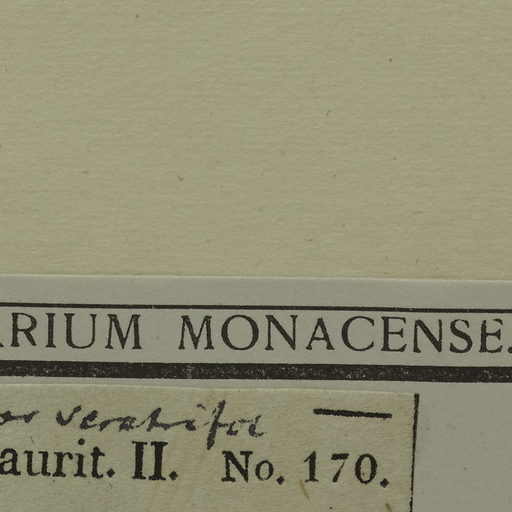 ARIUM MONACENSE.
aurit. II. No. 170.